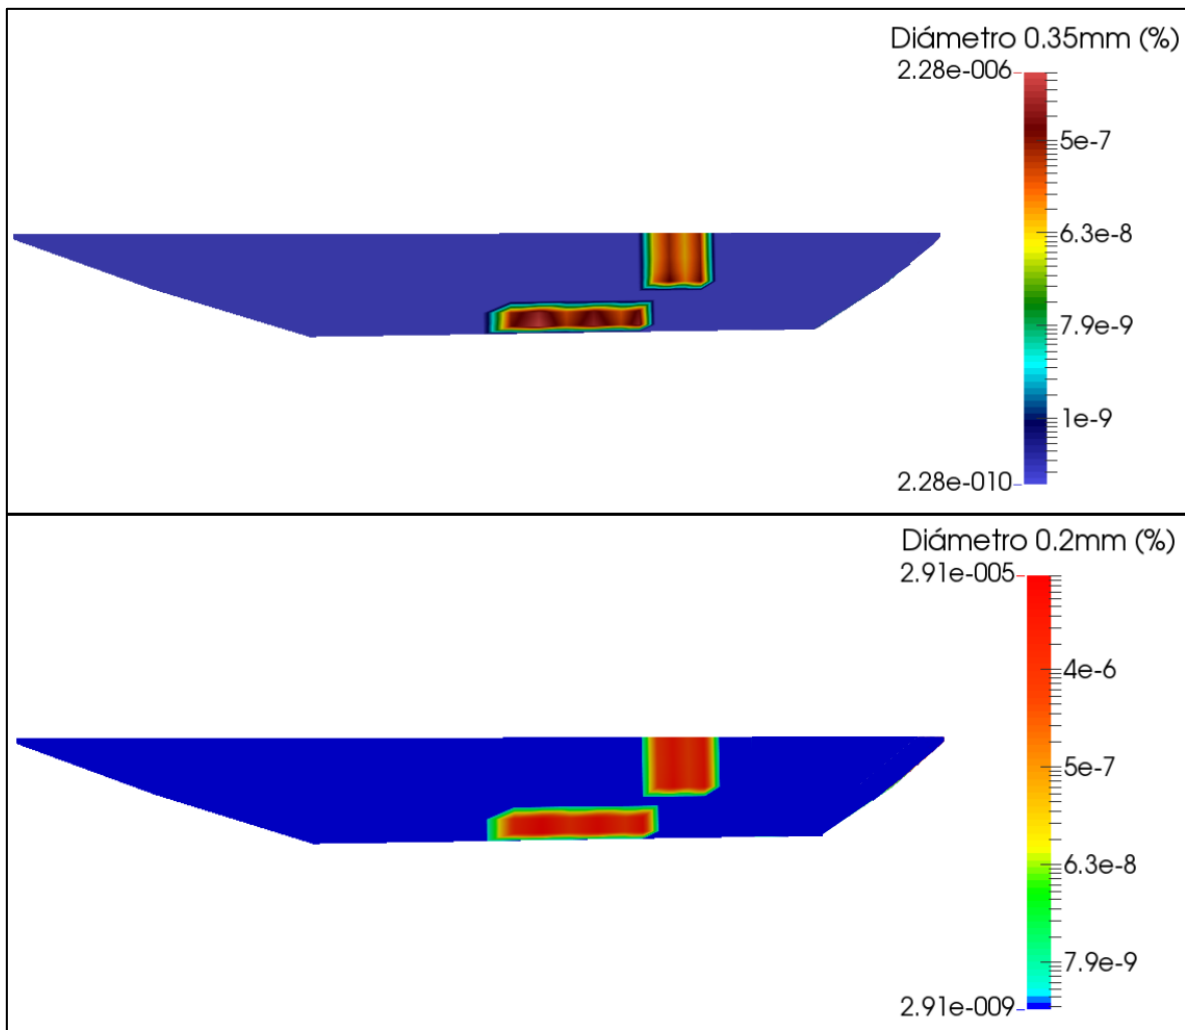 Diámetro 0.35mm (%)
2.28e-006
5e-7
6.3e-8
7.9e-9
1e-9
2.28e-010
Diámetro 0.2mm (%)
2.91e-005
4e-6
5e-7
6.3e-8
7.9e-9
2.91e-009